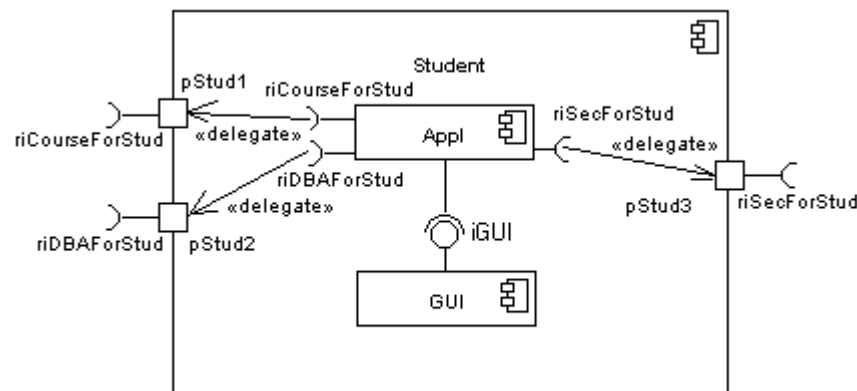 Student
pStud1
riCourseForStud
riCourseForStud
«delegate»
Appl
riSecForStud
«delegate»
riDBAForStud
«delegate»
pStud3
riSecForStud
riDBAForStud
pStud2
iGUI
GUI